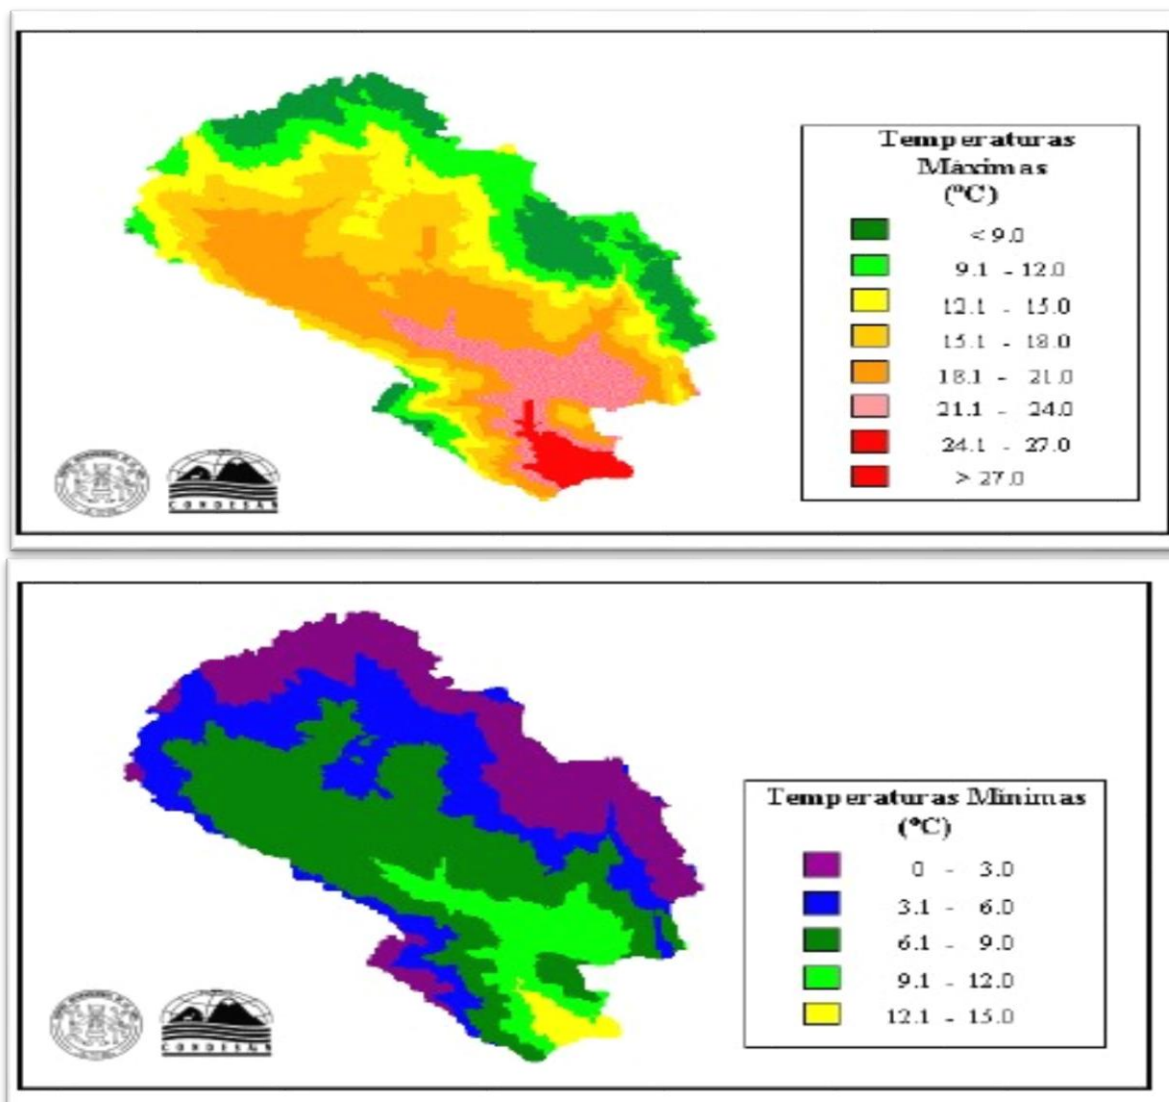 Temperaturas
Máximas
(ºC)
< 9.0
9.1 - 12.0
12.1 - 15.0
15.1 - 18.0
18.1 - 21.0
21.1 - 24.0
24.1 - 27.0
> 27.0
CONDESAN
Temperaturas Mínimas
(ºC)
0 - 3.0
3.1 - 6.0
6.1 - 9.0
9.1 - 12.0
12.1 - 15.0
CONDESAN